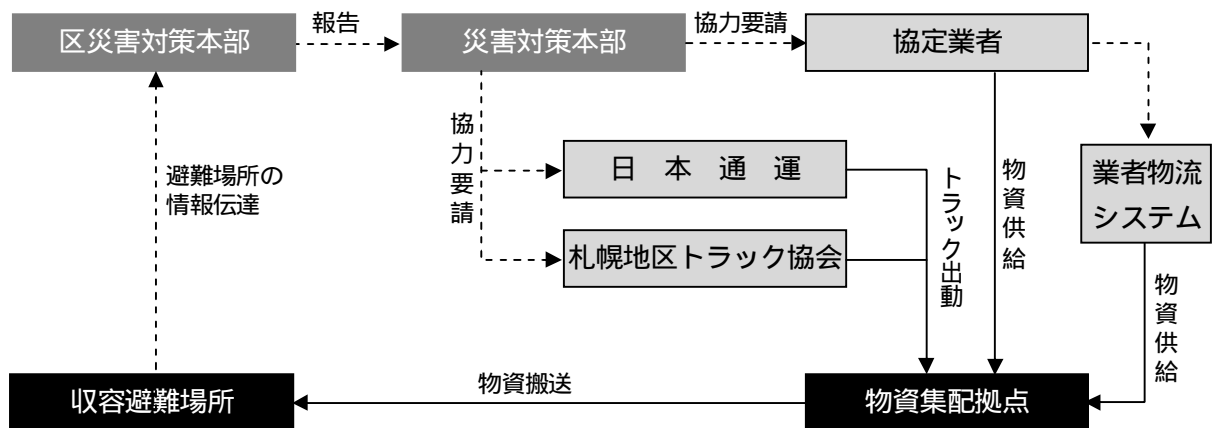 区災害対策本部
報告
災害対策本部
協力要請
協定業者
協力要請
日 本 通 運
札幌地区トラック協会
避難場所の
情報伝達
トラック出動
物資供給
業者物流
システム
物資供給
収容避難場所
物資搬送
物資集配拠点